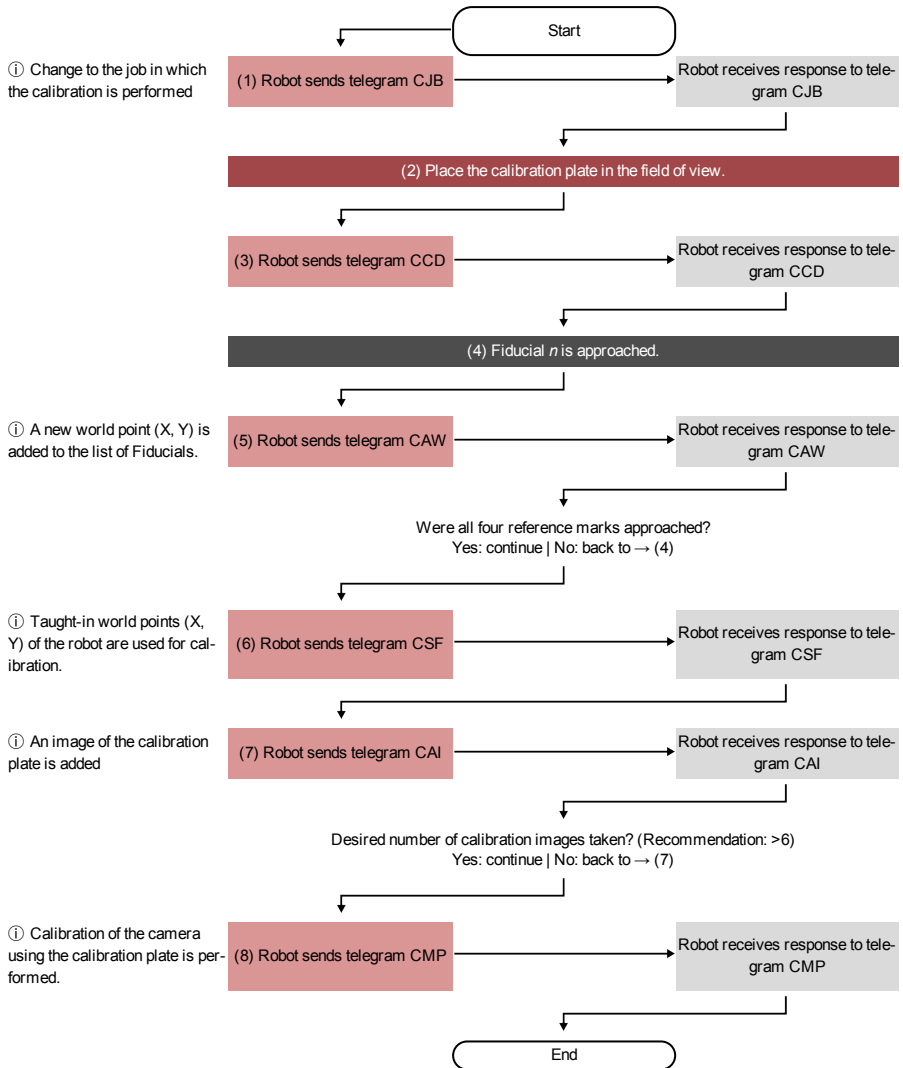 Start
ⓘ Change to the job in which
the calibration is performed
(1) Robot sends telegram CJB
Robot receives response to tele-
gram CJB
(2) Place the calibration plate in the field of view.
(3) Robot sends telegram CCD
Robot receives response to tele-
gram CCD
(4) Fiducial n is approached.
ⓘ A new world point (X, Y) is
added to the list of Fiducials.
(5) Robot sends telegram CAW
Robot receives response to tele-
gram CAW
Were all four reference marks approached?
Yes: continue | No: back to → (4)
ⓘ Taught-in world points (X,
Y) of the robot are used for cal-
ibration.
(6) Robot sends telegram CSF
Robot receives response to tele-
gram CSF
ⓘ An image of the calibration
plate is added
(7) Robot sends telegram CAI
Robot receives response to tele-
gram CAI
Desired number of calibration images taken? (Recommendation: >6)
Yes: continue | No: back to → (7)
ⓘ Calibration of the camera
using the calibration plate is per-
formed.
(8) Robot sends telegram CMP
Robot receives response to tele-
gram CMP
End